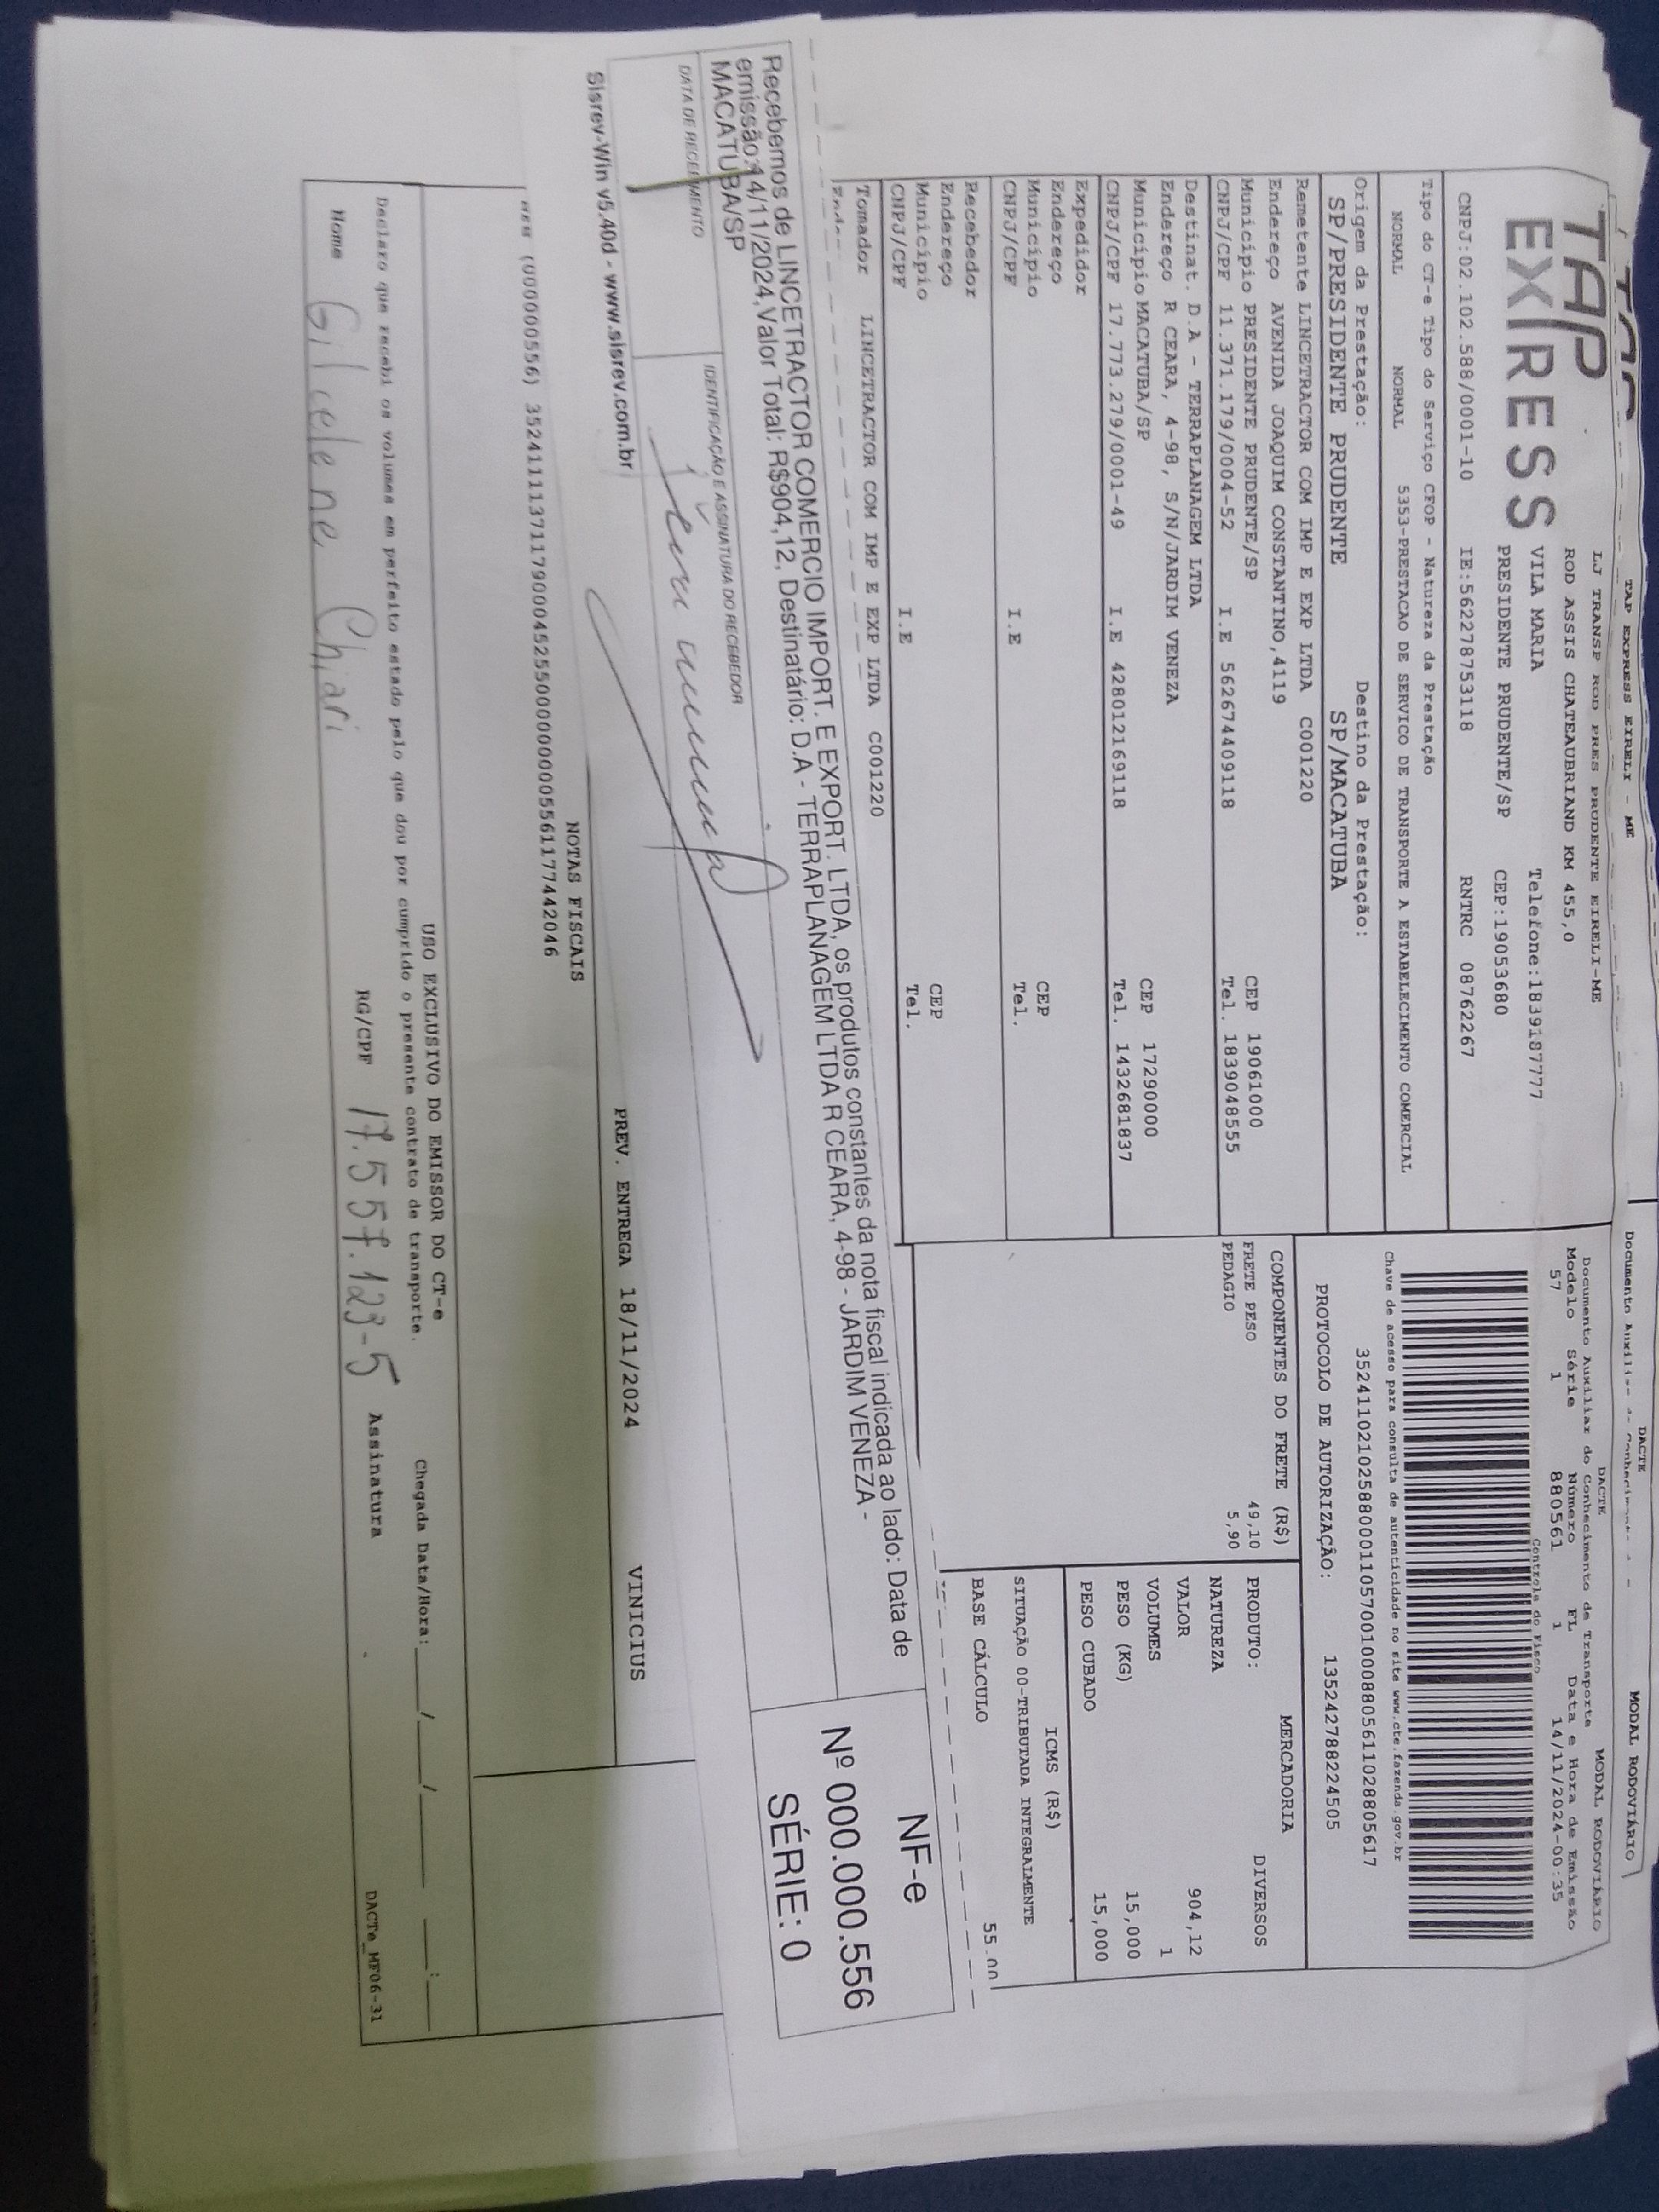 TAP EXPRESS EIRELI - ME
DACTE
MODAL RODOVIÁRIO
TAP
EXPRESS
LJ TRANSP ROD PRES PRUDENTE EIRELI-ME
ROD ASSIS CHATEAUBRIAND KM 455,0
VILA MARIA Telefone:1839187777
PRESIDENTE PRUDENTE/SP CEP:19053680
CNPJ:02.102.588/0001-10 IE:562278753118 RNTRC 08762267
DACTE MODAL RODOVIÁRIO
Documento Auxiliar do Conhecimento de Transporte
Modelo Série Número FL Data e Hora de Emissão
57 1 880561 1 14/11/2024-00:35
Controle do Fisco
Chave de acesso para consulta de autenticidade no site www.cte.fazenda.gov.br
35241102102588000110570010008805611028805617
PROTOCOLO DE AUTORIZAÇÃO: 135242788224505
Tipo do CT-e Tipo do Serviço CFOP - Natureza da Prestação
NORMAL NORMAL 5353-PRESTACAO DE SERVICO DE TRANSPORTE A ESTABELECIMENTO COMERCIAL
Origem da Prestação: Destino da Prestação:
SP/PRESIDENTE PRUDENTE SP/MACATUBA
Remetente LINCETRACTOR COM IMP E EXP LTDA C001220
Endereço AVENIDA JOAQUIM CONSTANTINO,4119
Município PRESIDENTE PRUDENTE/SP CEP 19061000
CNPJ/CPF 11.371.179/0004-52 I.E 562674409118 Tel. 1839048555
Destinat. D.A - TERRAPLANAGEM LTDA
Endereço R CEARA, 4-98, S/N/JARDIM VENEZA
Município MACATUBA/SP CEP 17290000
CNPJ/CPF 17.773.279/0001-49 I.E 428012169118 Tel. 1432681837
Expedidor
Endereço
Município CEP
CNPJ/CPF I.E Tel.
Recebedor
Endereço
Município CEP
CNPJ/CPF I.E Tel.
Tomador LINCETRACTOR COM IMP E EXP LTDA C001220
COMPONENTES DO FRETE (R$)
FRETE PESO 49,10
PEDAGIO 5,90
MERCADORIA
PRODUTO: DIVERSOS
NATUREZA
VALOR 904,12
VOLUMES 1
PESO (KG) 15,000
PESO CUBADO 15,000
ICMS (R$)
SITUAÇÃO 00-TRIBUTADA INTEGRALMENTE
BASE CÁLCULO 55,00
Recebemos de LINCETRACTOR COMERCIO IMPORT. E EXPORT. LTDA, os produtos constantes da nota fiscal indicada ao lado: Data de
emissão:14/11/2024,Valor Total: R$904,12, Destinatário: D.A - TERRAPLANAGEM LTDA R CEARA, 4-98 - JARDIM VENEZA -
MACATUBA/SP
DATA DE RECEBIMENTO IDENTIFICAÇÃO E ASSINATURA DO RECEBEDOR
NF-e
Nº 000.000.556
SÉRIE: 0
Sisrev-Win v5.40d - www.sisrev.com.br
PREV. ENTREGA 18/11/2024 VINICIUS
NOTAS FISCAIS
(000000556) 35241111371179000452550000000005561177442046
USO EXCLUSIVO DO EMISSOR DO CT-e
Declaro que recebi os volumes em perfeito estado pelo que dou por cumprido o presente contrato de transporte. Chegada Data/Hora:___/___/_____ ___:___
Nome Gilcelene Chiari RG/CPF 17.557.123-5 Assinatura
DACTe_MF06-31